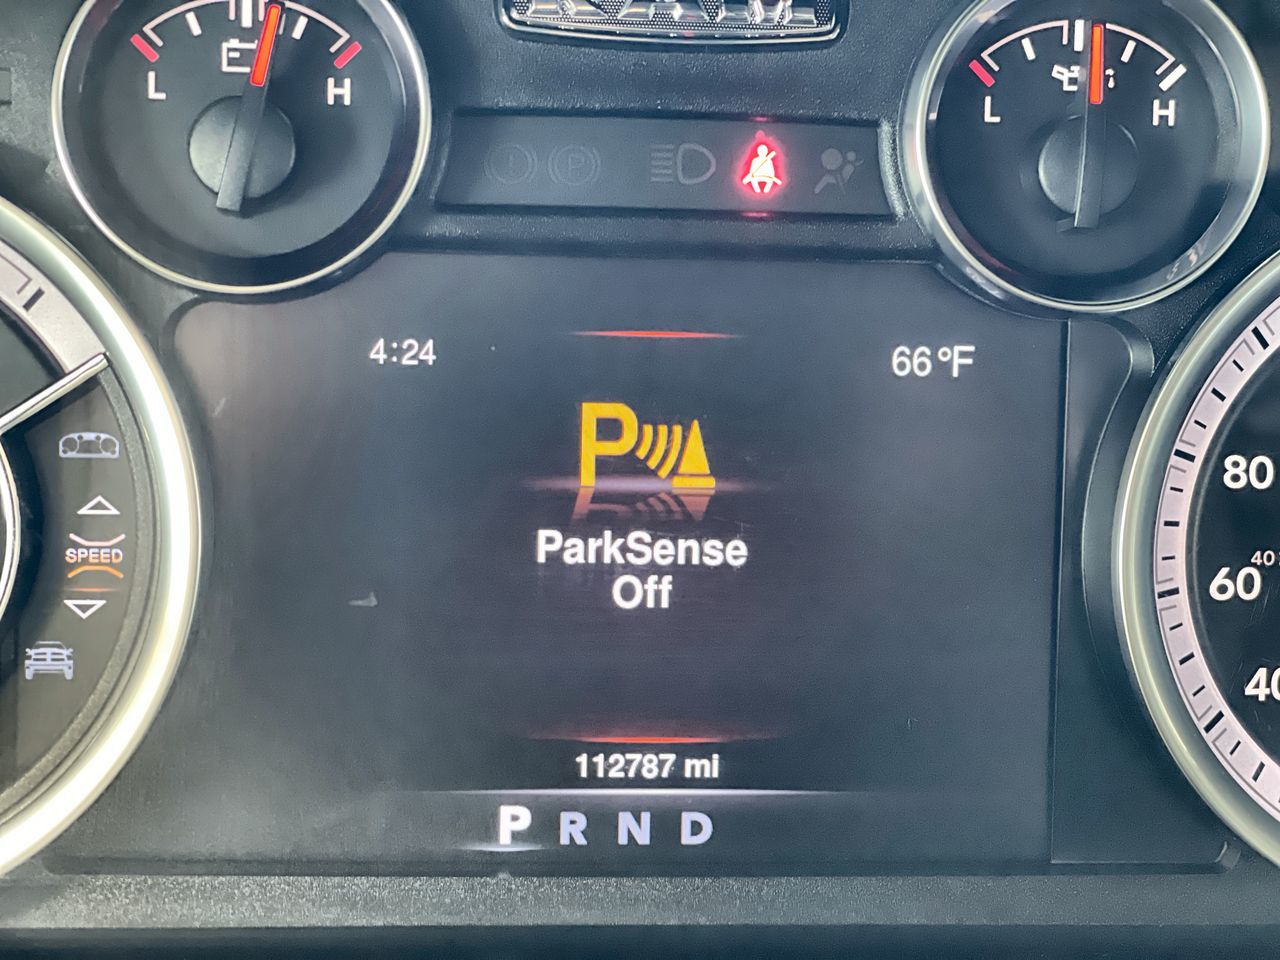 L H
L H
4:24 66°F
P
ParkSense
Off
SPEED
80
60
40
40
112787 mi
P R N D